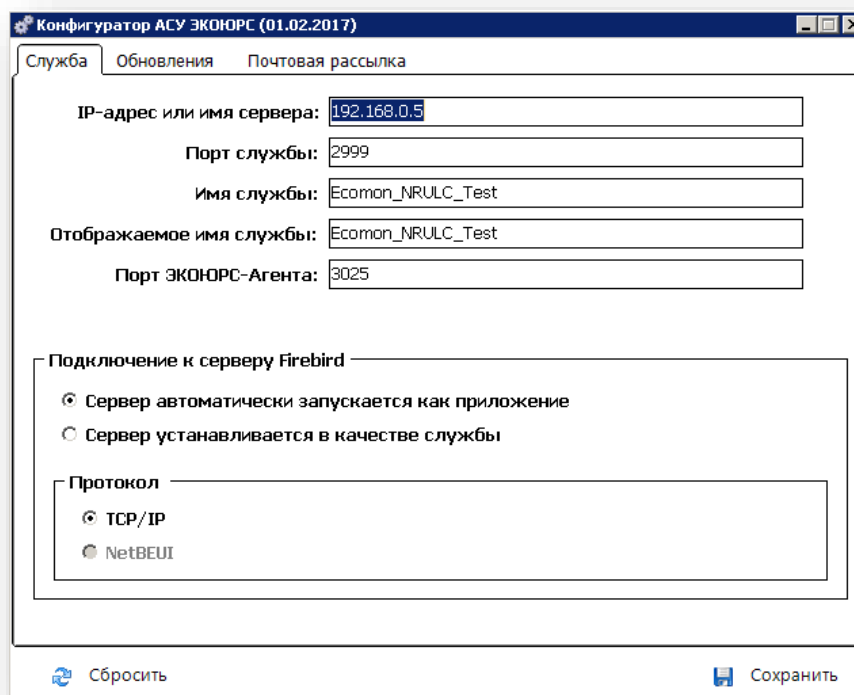 Конфигуратор АСУ ЭКОЮРС (01.02.2017)
Служба Обновления Почтовая рассылка
IP-адрес или имя сервера: 192.168.0.5
Порт службы: 2999
Имя службы: Ecomon_NRULC_Test
Отображаемое имя службы: Ecomon_NRULC_Test
Порт ЭКОЮРС-Агента: 3025
Подключение к серверу Firebird
Сервер автоматически запускается как приложение
Сервер устанавливается в качестве службы
Протокол
TCP/IP
NetBEUI
Сбросить Сохранить